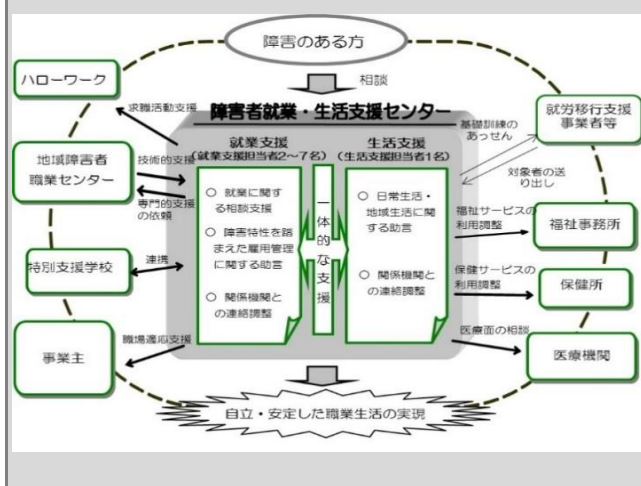 障害のある方
相談
ハローワーク
求職活動支援
障害者就業・生活支援センター
就業支援
(就業支援担当者2～7名)
生活支援
(生活支援担当者1名)
基礎訓練の
あっせん
就労移行支援
事業者等
対象者の送
り出し
地域障害者
職業センター
技術的支援
専門的支援
の依頼
○ 就業に関す
る相談支援
○ 障害特性を踏
まえた雇用管理
に関する助言
○ 関係機関と
の連絡調整
一体的な支援
○ 日常生活・
地域生活に関
する助言
○ 関係機関と
の連絡調整
福祉サービスの
利用調整
福祉事務所
特別支援学校
連携
保健サービスの
利用調整
保健所
事業主
職場適応支援
医療面の相談
医療機関
自立・安定した職業生活の実現